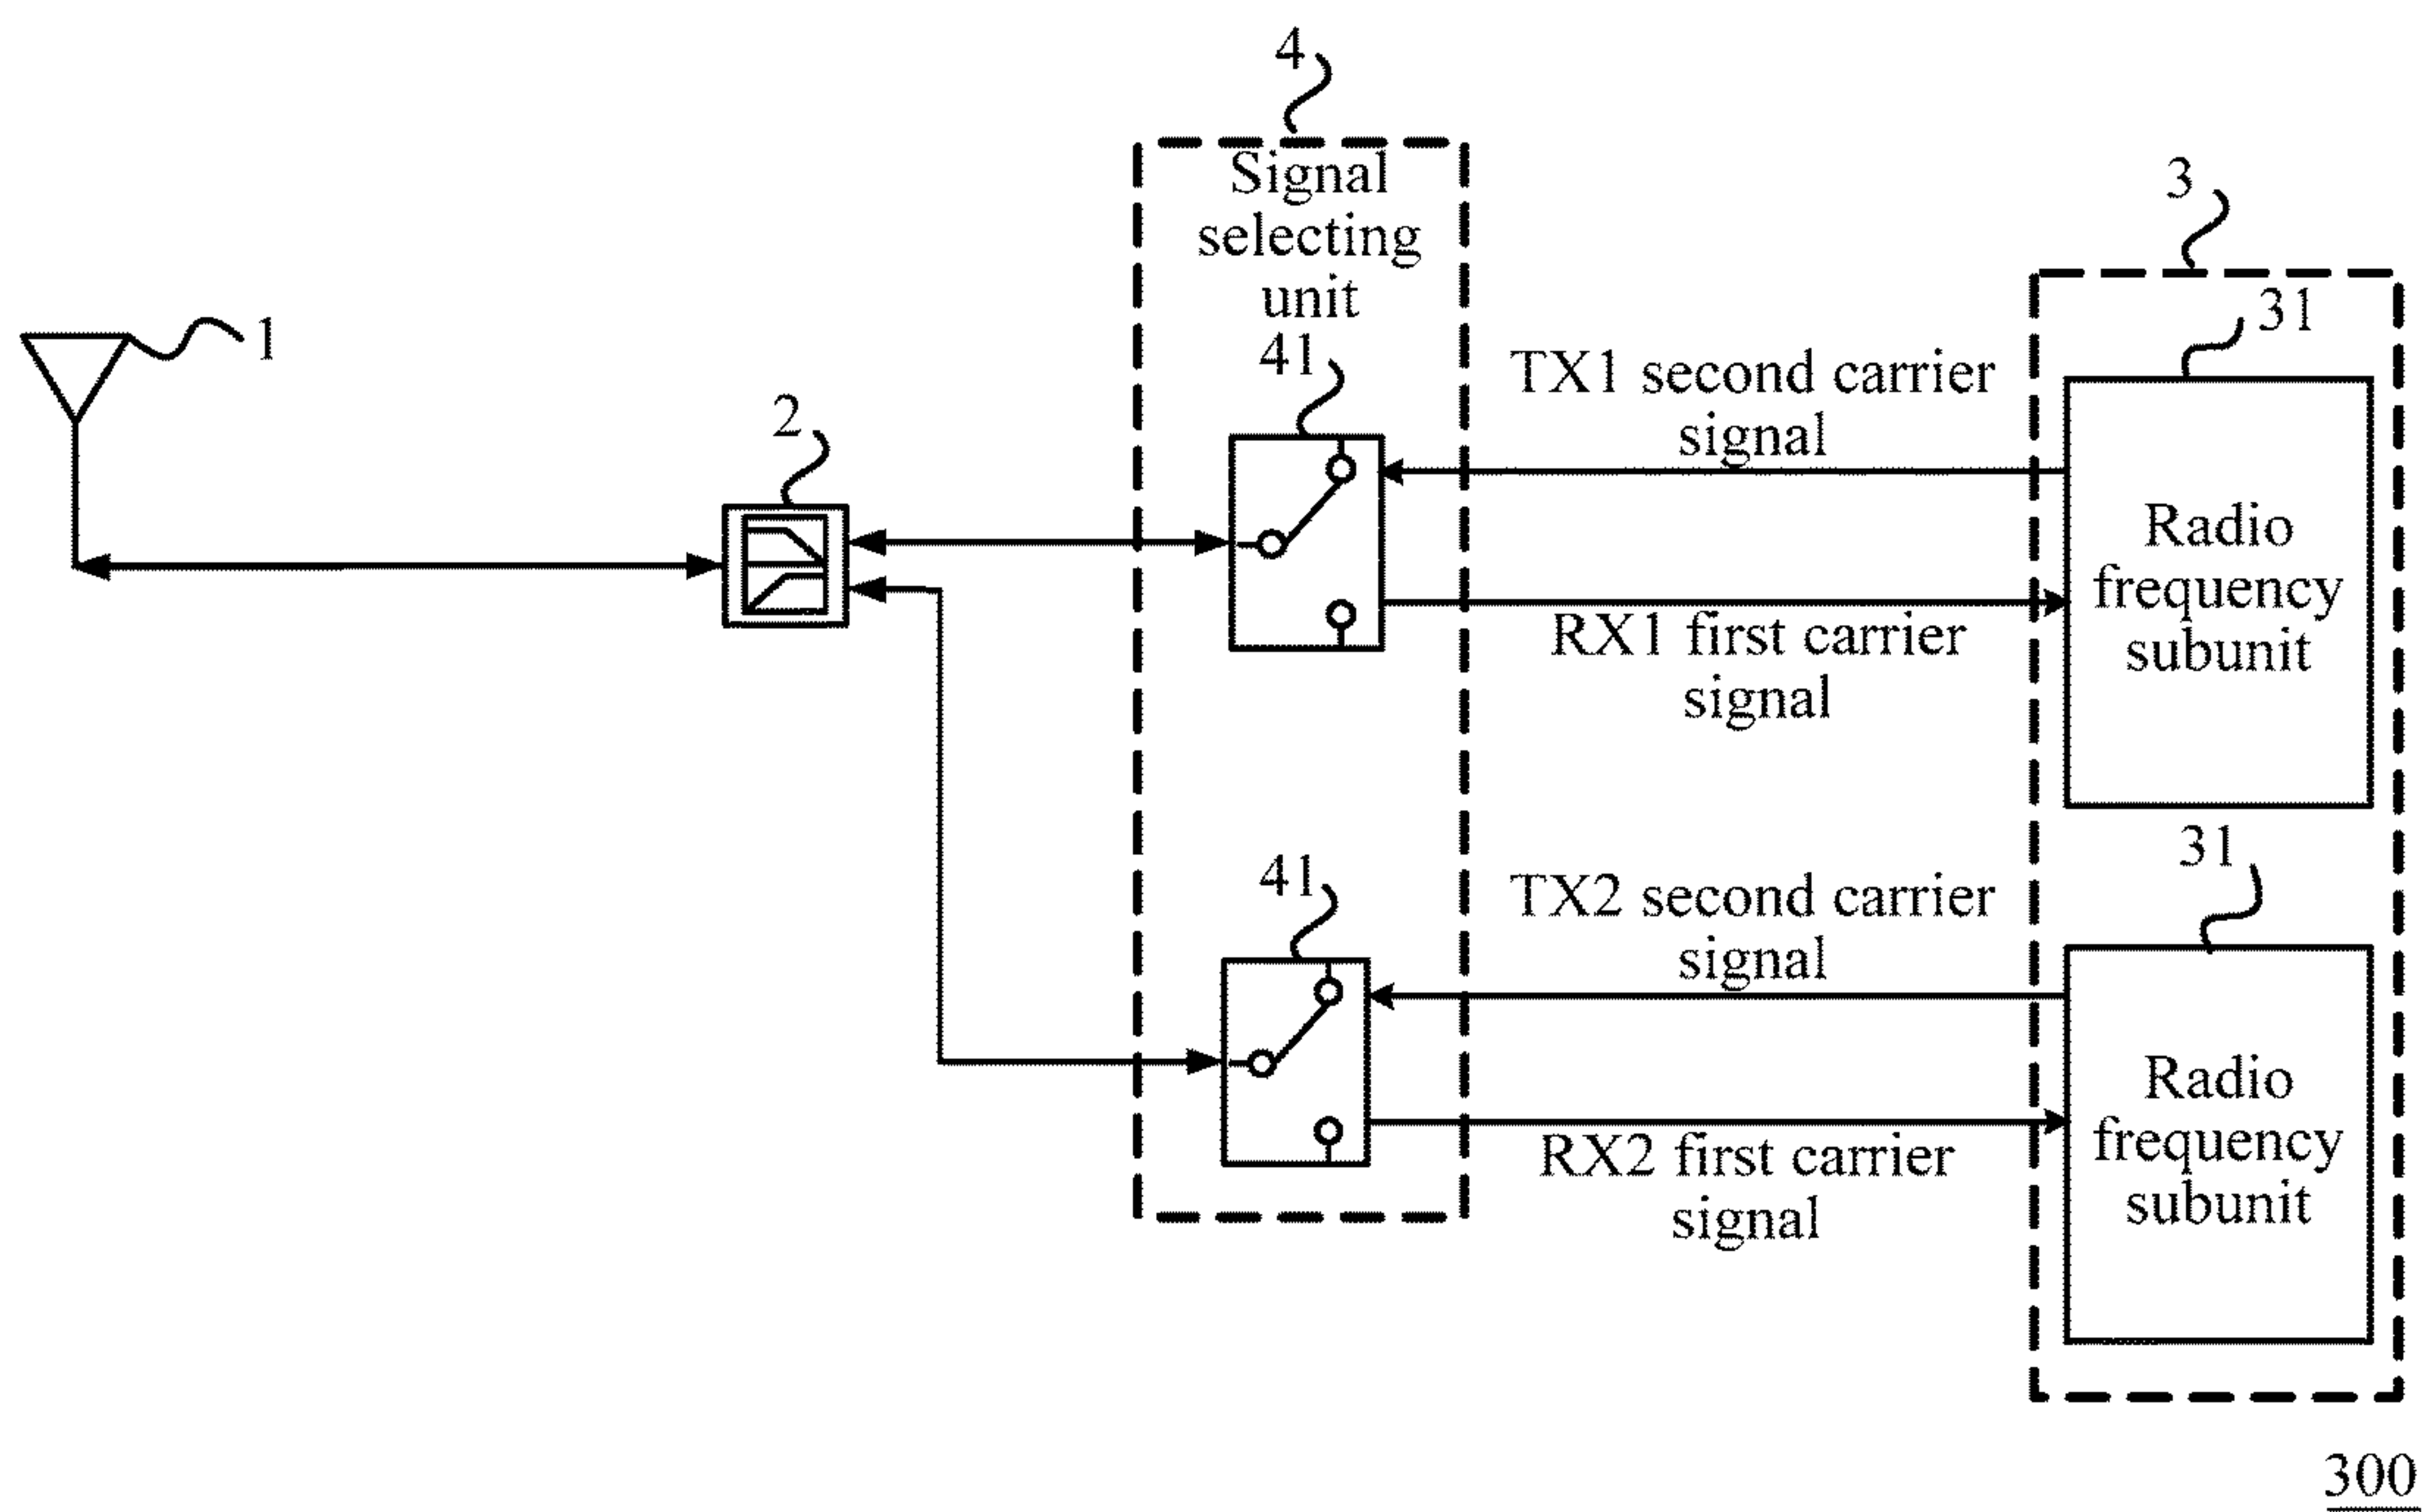 4
Signal
selecting
unit
3
31
1
2
41
TX1 second carrier
signal
Radio
frequency
subunit
RX1 first carrier
signal
41
TX2 second carrier
signal
31
Radio
frequency
subunit
RX2 first carrier
signal
300